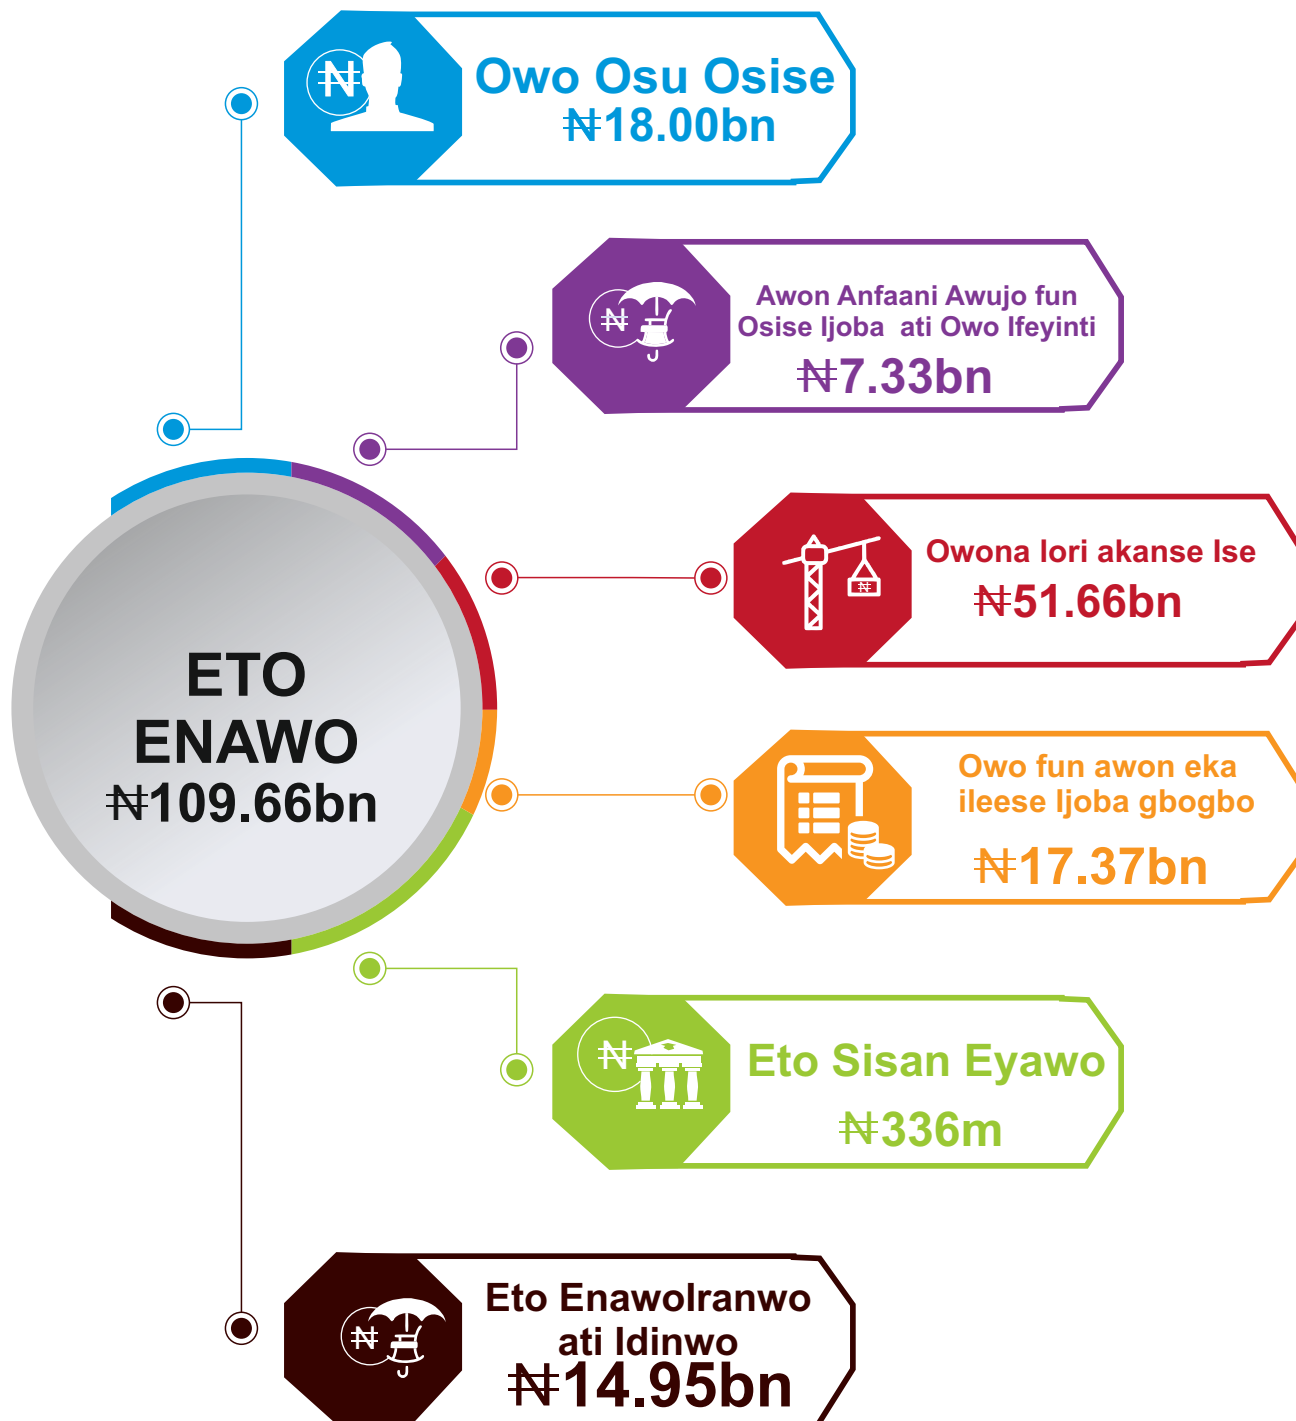 Owo Osu Osise
₦18.00bn
Awon Anfaani Awujo fun
Osise Ijoba ati Owo Ifeyinti
₦7.33bn
Owona lori akanse Ise
₦51.66bn
ETO
ENAWO
₦109.66bn
Owo fun awon eka
ileese Ijoba gbogbo
₦17.37bn
Eto Sisan Eyawo
₦336m
Eto EnawoIranwo
ati Idinwo
₦14.95bn